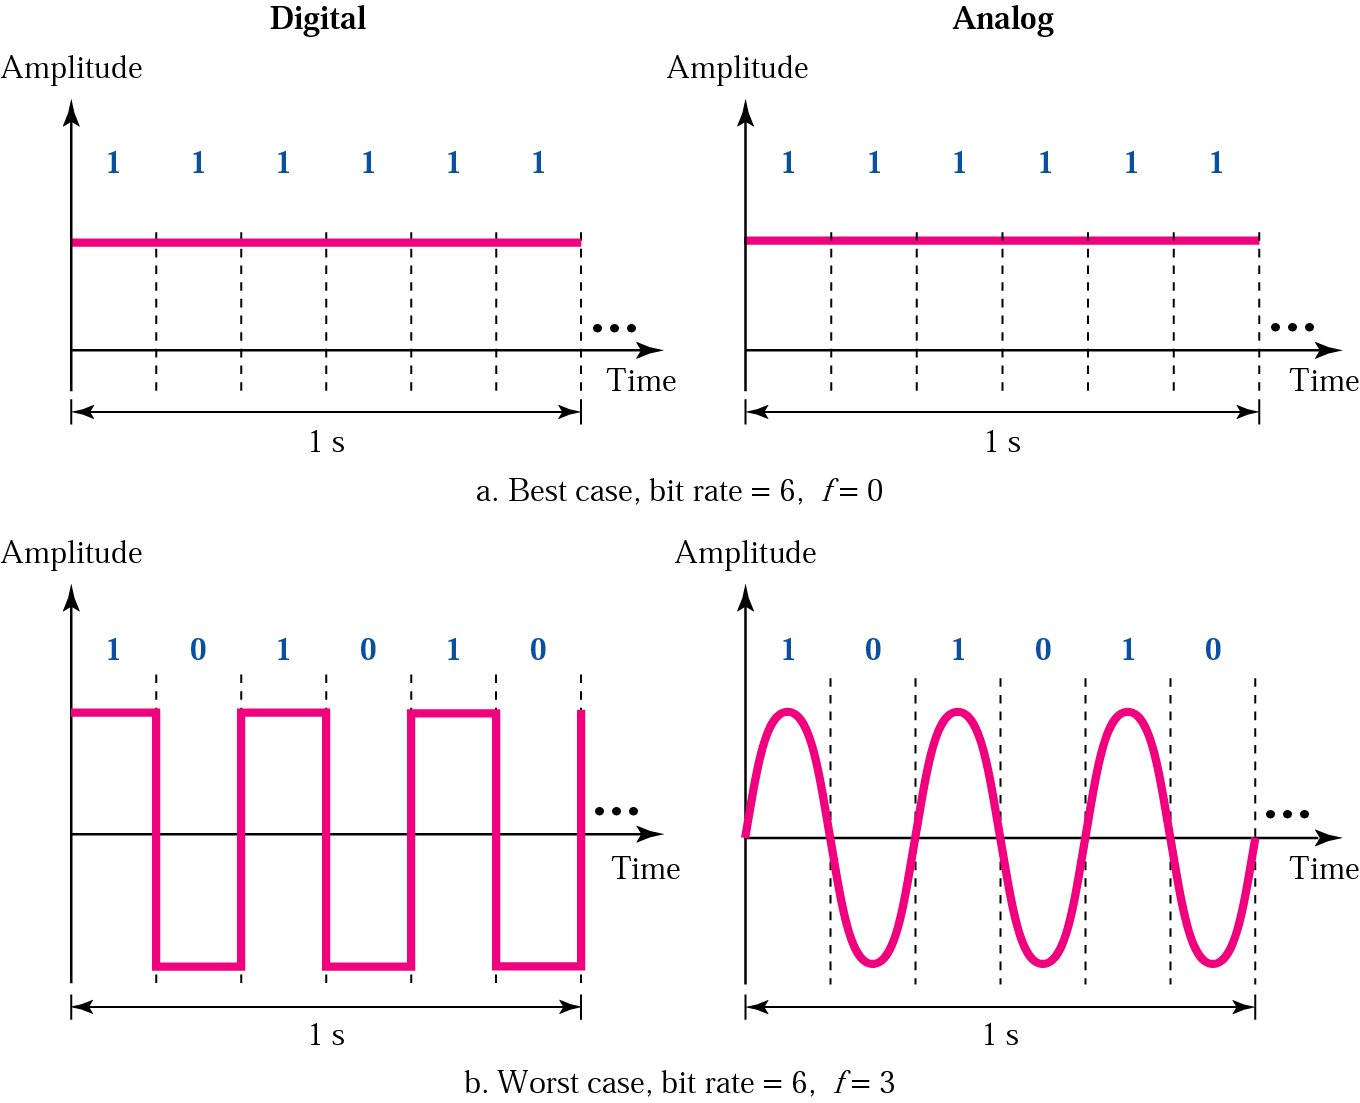 Digital Analog
Amplitude Amplitude
1 1 1 1 1 1 1 1 1 1 1 1
... ...
Time Time
1 s 1 s
a. Best case, bit rate = 6, f = 0
Amplitude Amplitude
1 0 1 0 1 0 1 0 1 0 1 0
... ...
Time Time
1 s 1 s
b. Worst case, bit rate = 6, f = 3